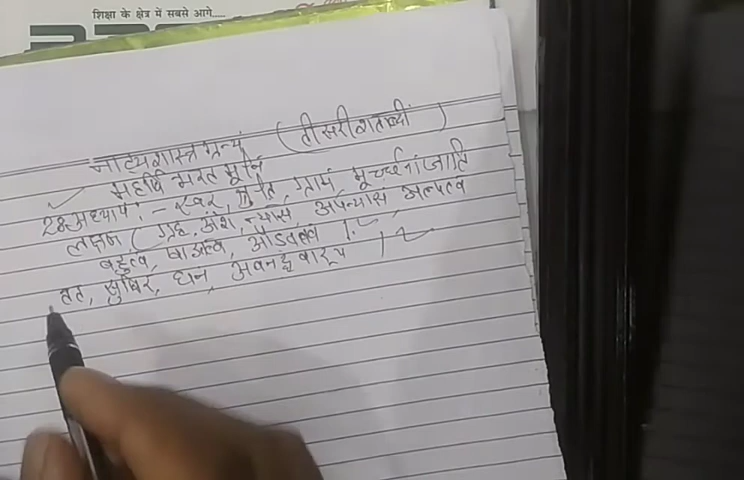 शिक्षा के क्षेत्र में सबसे आगे....
नाट्यशास्त्र ग्रन्थ (तीसरी शताब्दी)
महर्षि भरत मुनि
28 अध्याय :- स्वर, श्रुति, ग्राम मूर्च्छना जाति
लक्षण (ग्रह, अंश, न्यास, अपन्यास अल्पत्व
बहुत्व, षाडत्व, औडवत्व ।
तत, सुषिर, घन, अवनद्ध वाद्य ।